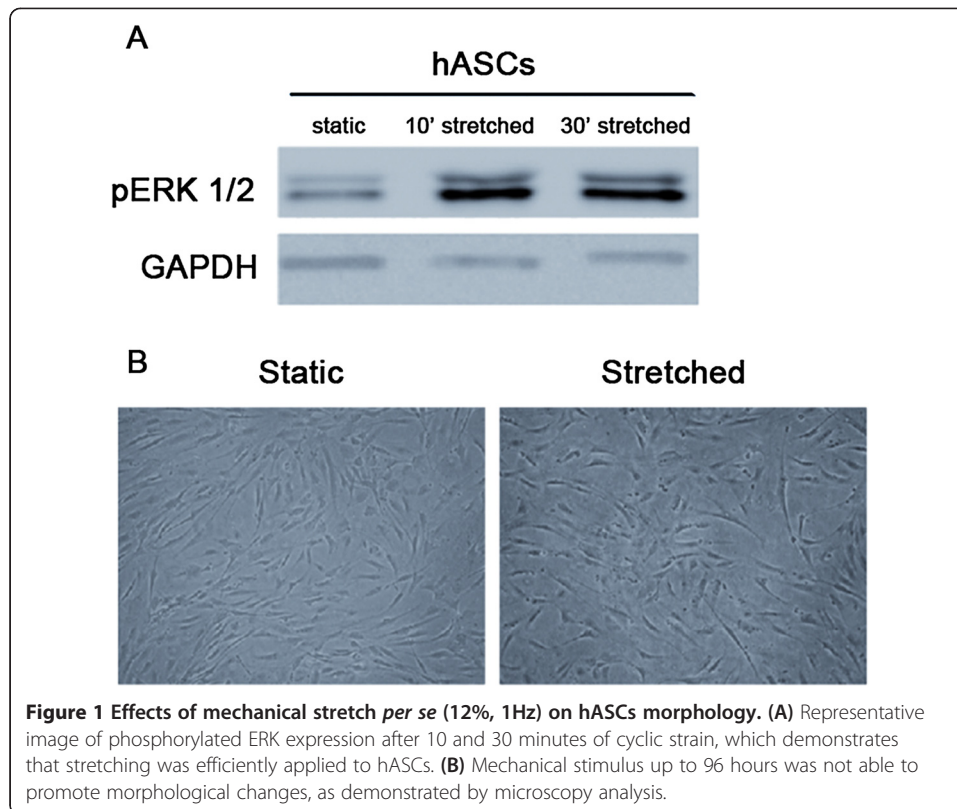 A
hASCs
static 10' stretched 30' stretched
pERK 1/2
GAPDH
B
Static Stretched
Figure 1 Effects of mechanical stretch per se (12%, 1Hz) on hASCs morphology. (A) Representative
image of phosphorylated ERK expression after 10 and 30 minutes of cyclic strain, which demonstrates
that stretching was efficiently applied to hASCs. (B) Mechanical stimulus up to 96 hours was not able to
promote morphological changes, as demonstrated by microscopy analysis.